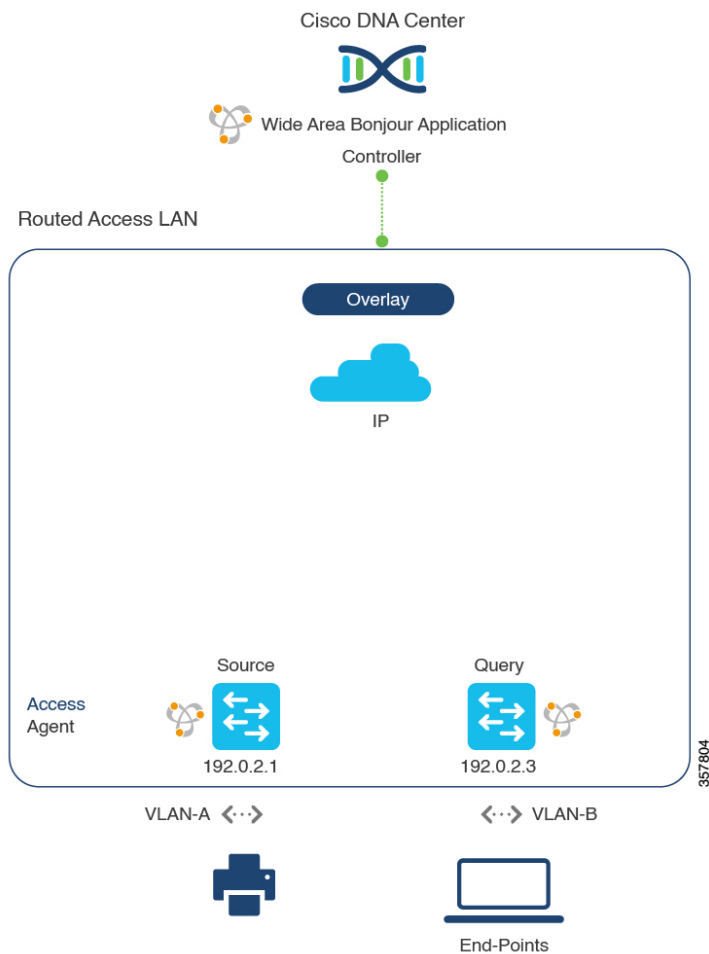 Cisco DNA Center
Wide Area Bonjour Application
Controller
Routed Access LAN
Overlay
IP
Source
Query
Access
Agent
192.0.2.1
192.0.2.3
357804
VLAN-A
VLAN-B
End-Points